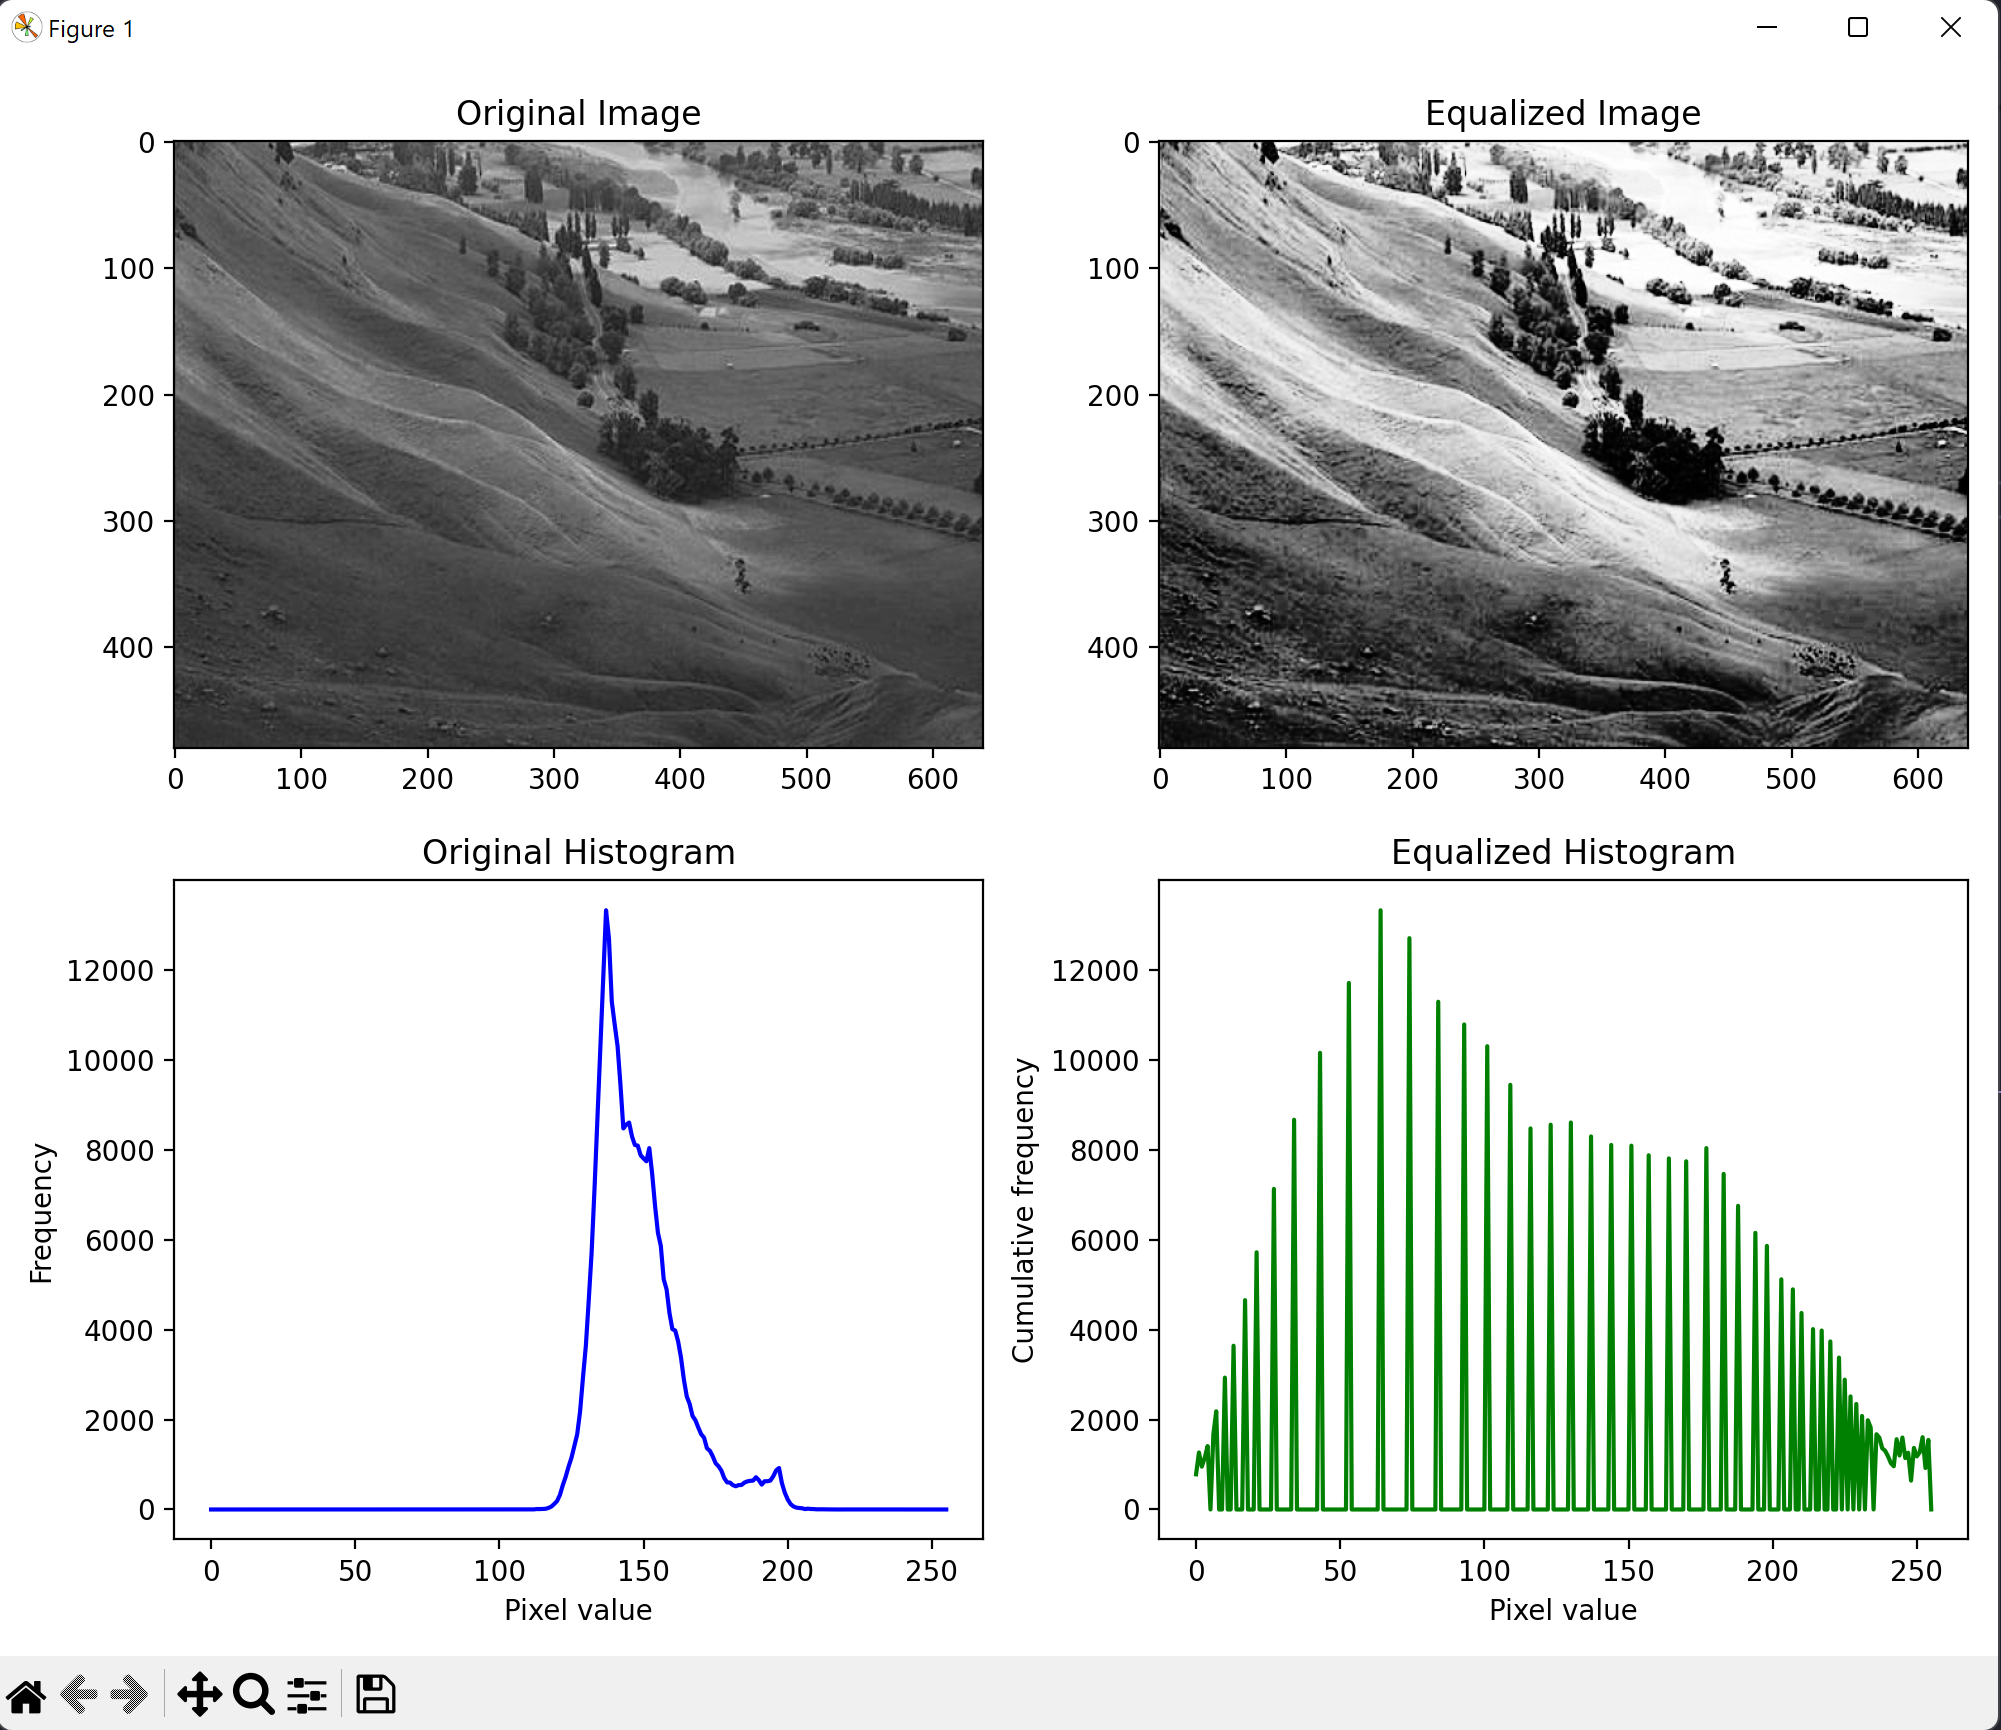 Figure 1
Original Image
0
100
200
300
400
0 100 200 300 400 500 600
Equalized Image
0
100
200
300
400
0 100 200 300 400 500 600
Original Histogram
Frequency
12000
10000
8000
6000
4000
2000
0
0 50 100 150 200 250
Pixel value
Equalized Histogram
Cumulative frequency
12000
10000
8000
6000
4000
2000
0
0 50 100 150 200 250
Pixel value